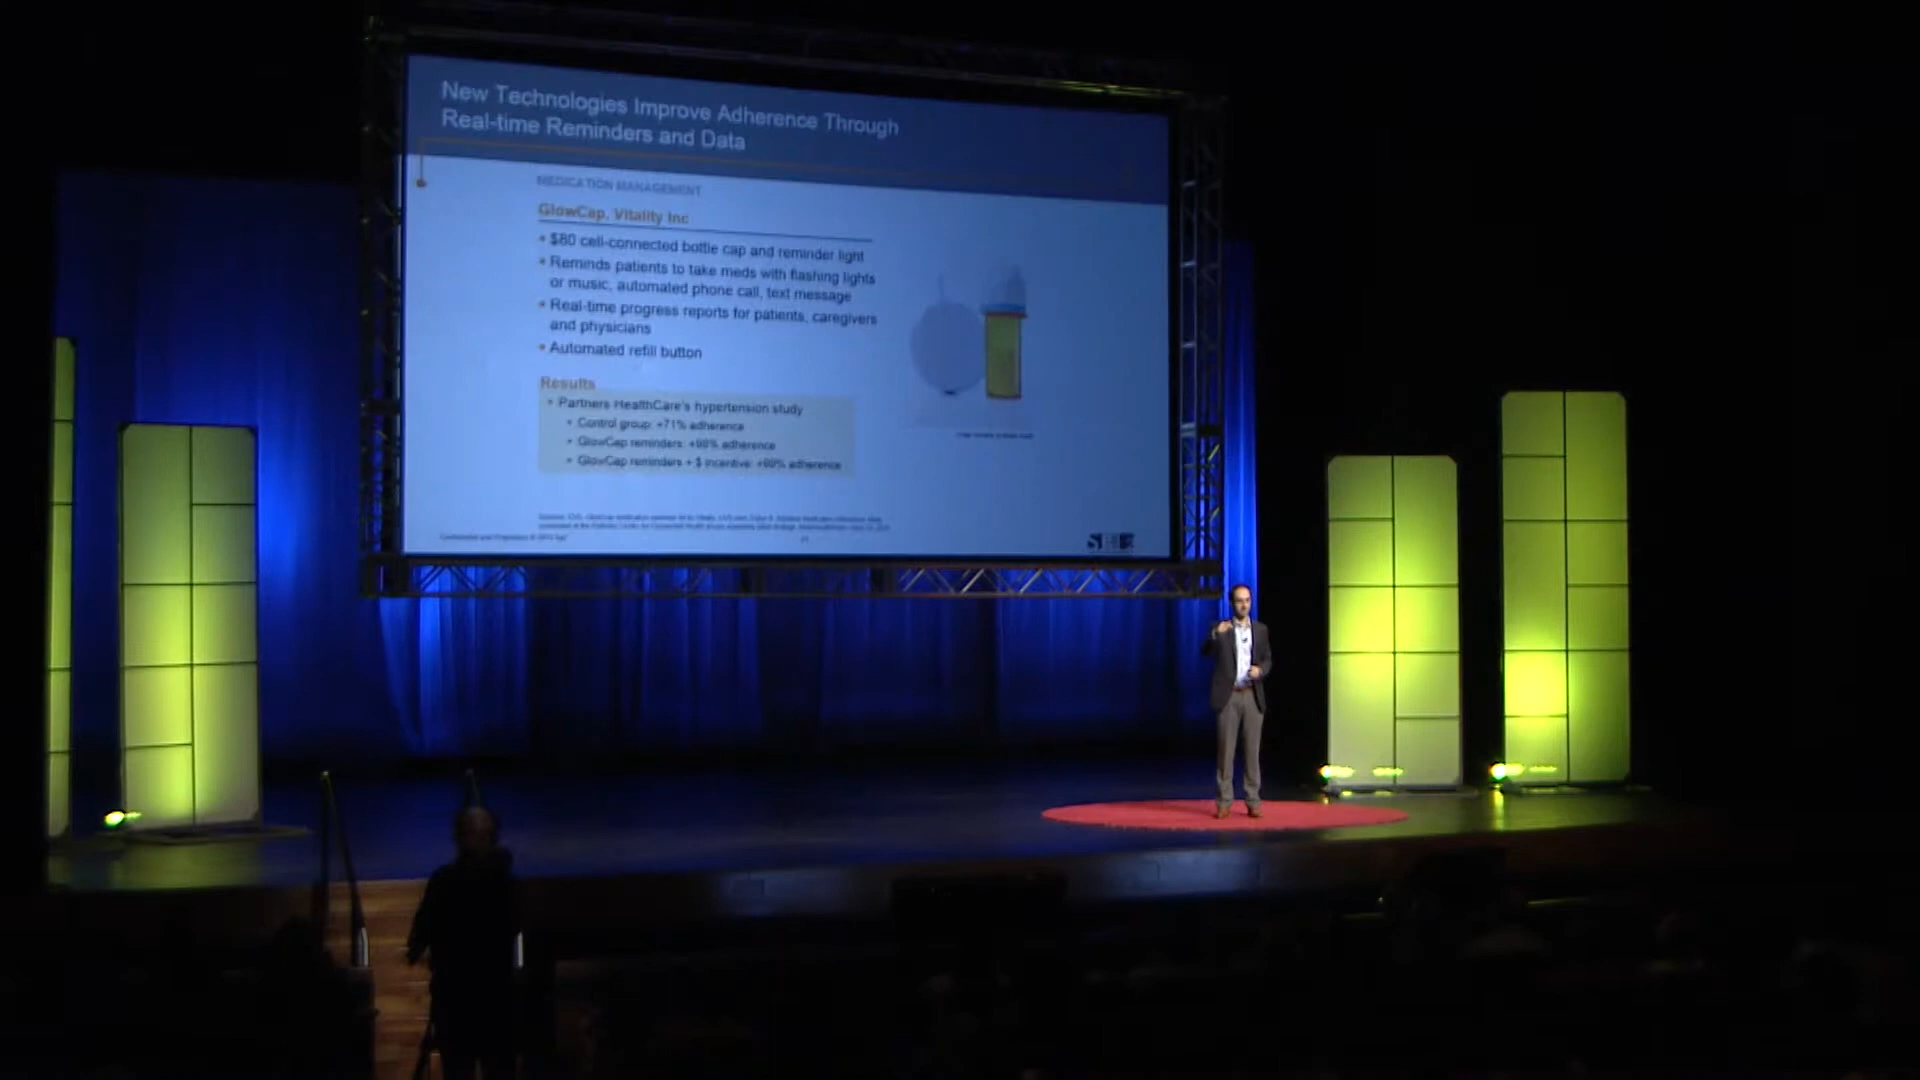 New Technologies Improve Adherence Through
Real-time Reminders and Data
MEDICATION MANAGEMENT
GlowCap, Vitality Inc
• $80 cell-connected bottle cap and reminder light
• Reminds patients to take meds with flashing lights
or music, automated phone call, text message
• Real-time progress reports for patients, caregivers
and physicians
• Automated refill button
Results
• Partners HealthCare's hypertension study
• Control group: +71% adherence
• GlowCap reminders: adherence
• GlowCap reminders + $ incentive: adherence